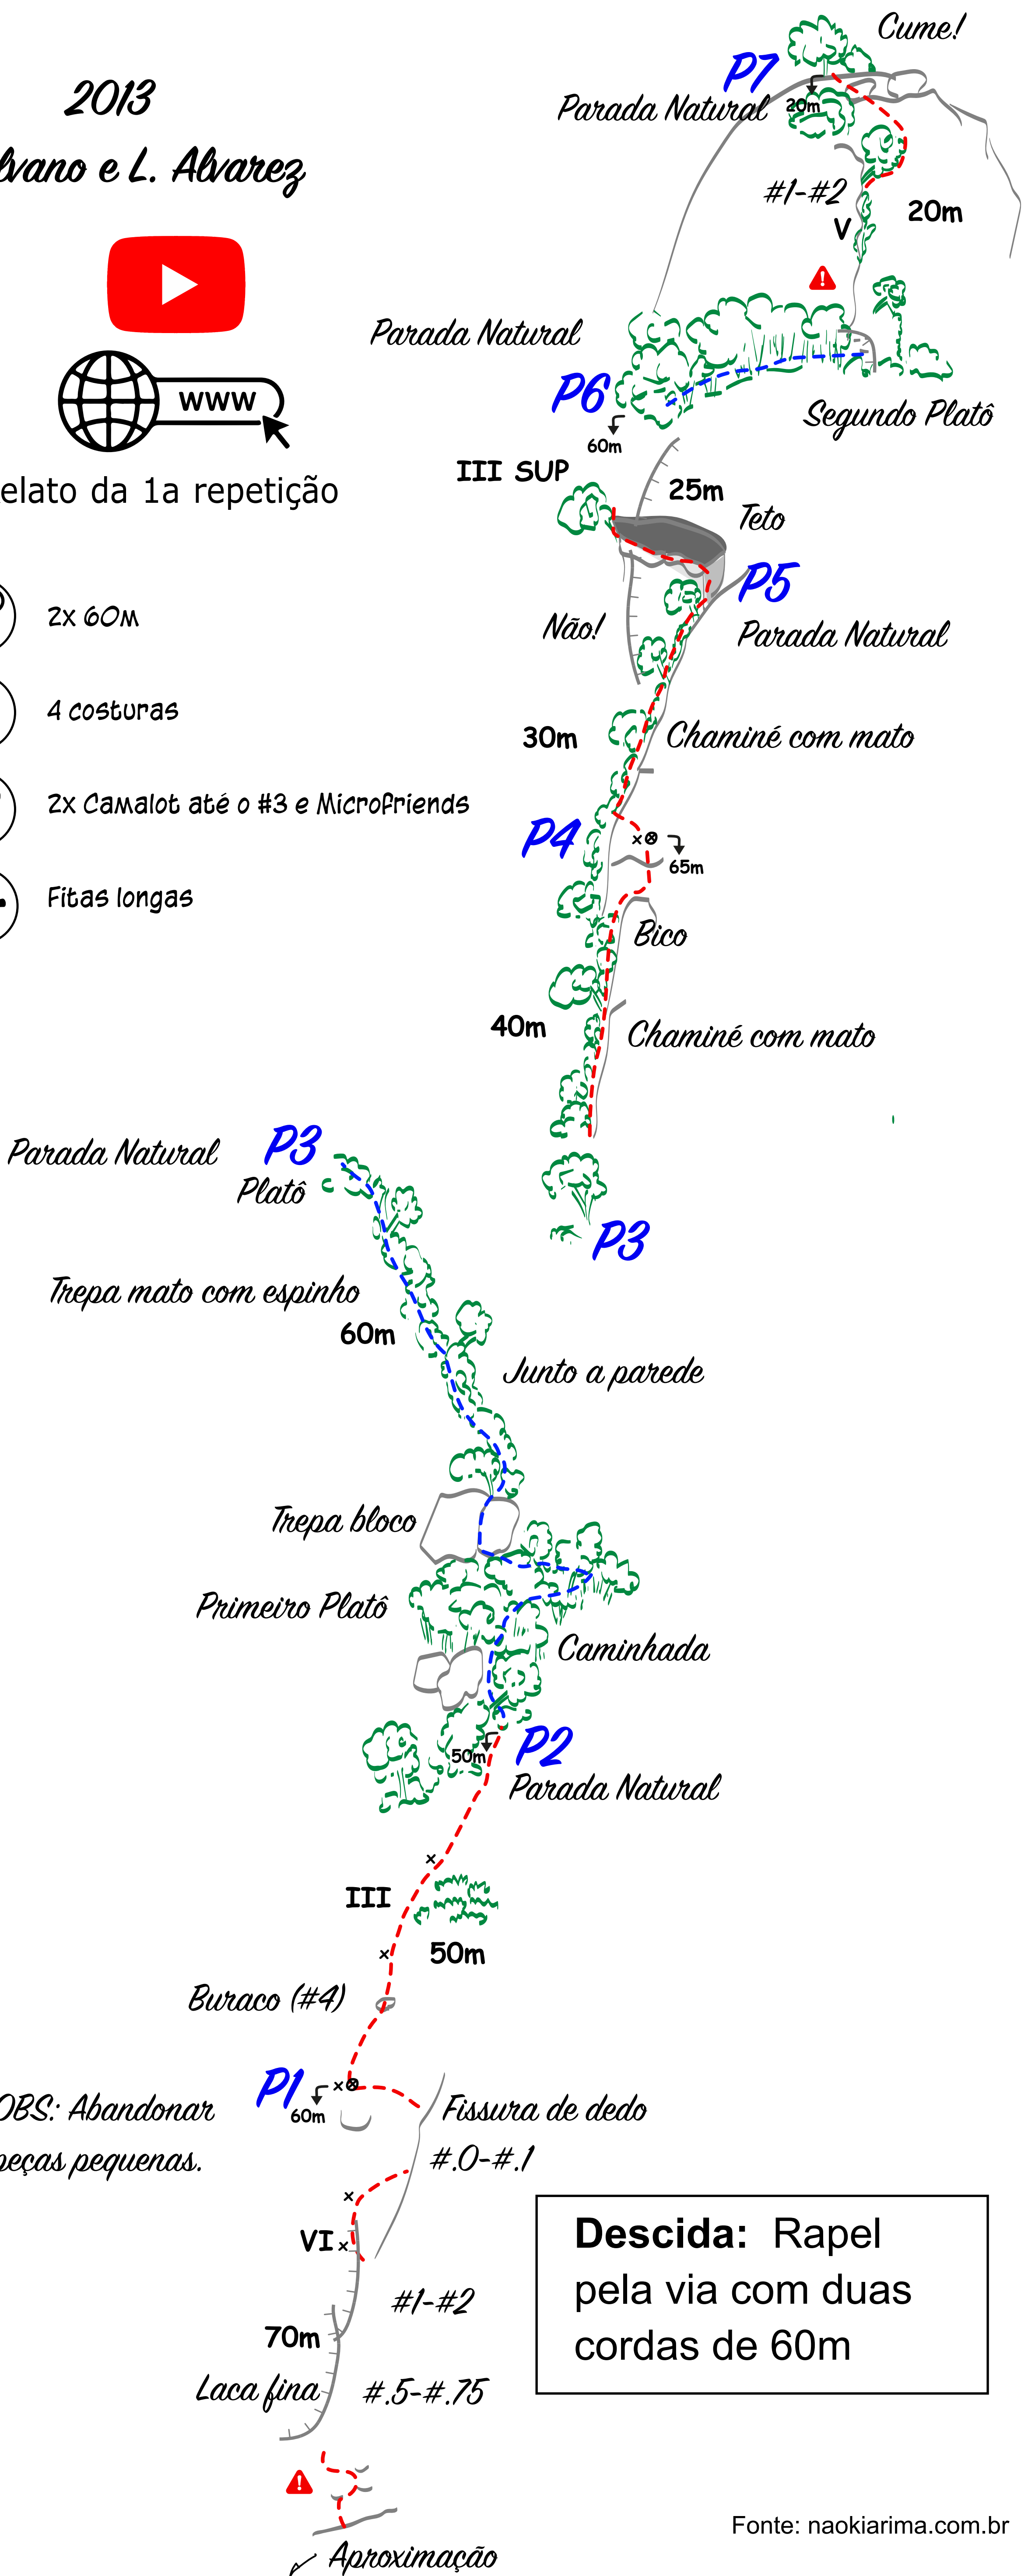 Cume!
P7
2013
Parada Natural
20m
lvano e L. Alvarez
#1-#2
V
20m
Parada Natural
P6
Segundo Platô
www
60m
III SUP
25m
elato da 1a repetição
Teto
P5
2x 60m
Não!
Parada Natural
4 costuras
30m
Chaminé com mato
2x Camalot até o #3 e Microfriends
P4
65m
Fitas longas
Bico
40m
Chaminé com mato
Parada Natural
P3
Platô
P3
Trepa mato com espinho
60m
Junto a parede
Trepa bloco
Primeiro Platô
Caminhada
P2
50m
Parada Natural
III
50m
Buraco (#4)
P1
60m
OBS: Abandonar
peças pequenas.
Fissura de dedo
#.0-#.1
VI
Descida: Rapel
pela via com duas
cordas de 60m
#1-#2
70m
Laca fina
#.5-#.75
Fonte: naokiarima.com.br
Aproximação